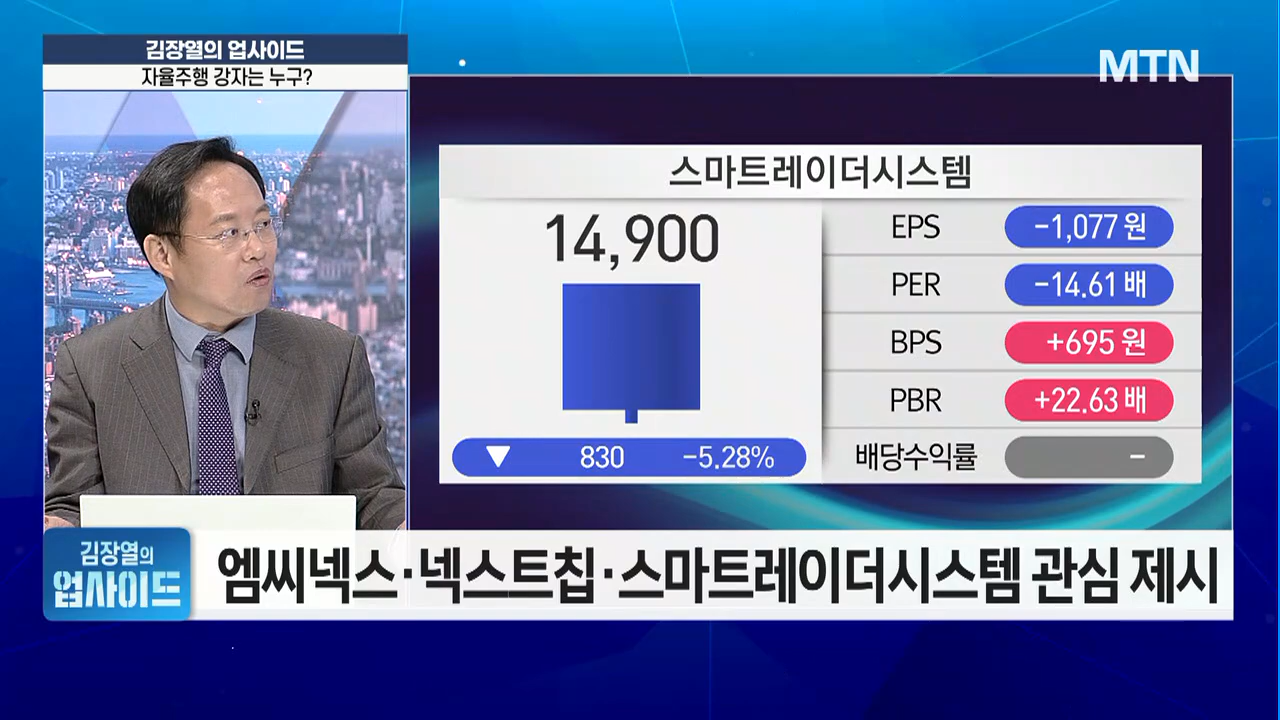 김장열의 업사이드
자율주행 강자는 누구?
MTN
스마트레이더시스템
14,900
▼ 830 -5.28%
EPS -1,077 원
PER -14.61 배
BPS +695 원
PBR +22.63 배
배당수익률 -
김장열의
업사이드
엠씨넥스·넥스트칩·스마트레이더시스템 관심 제시